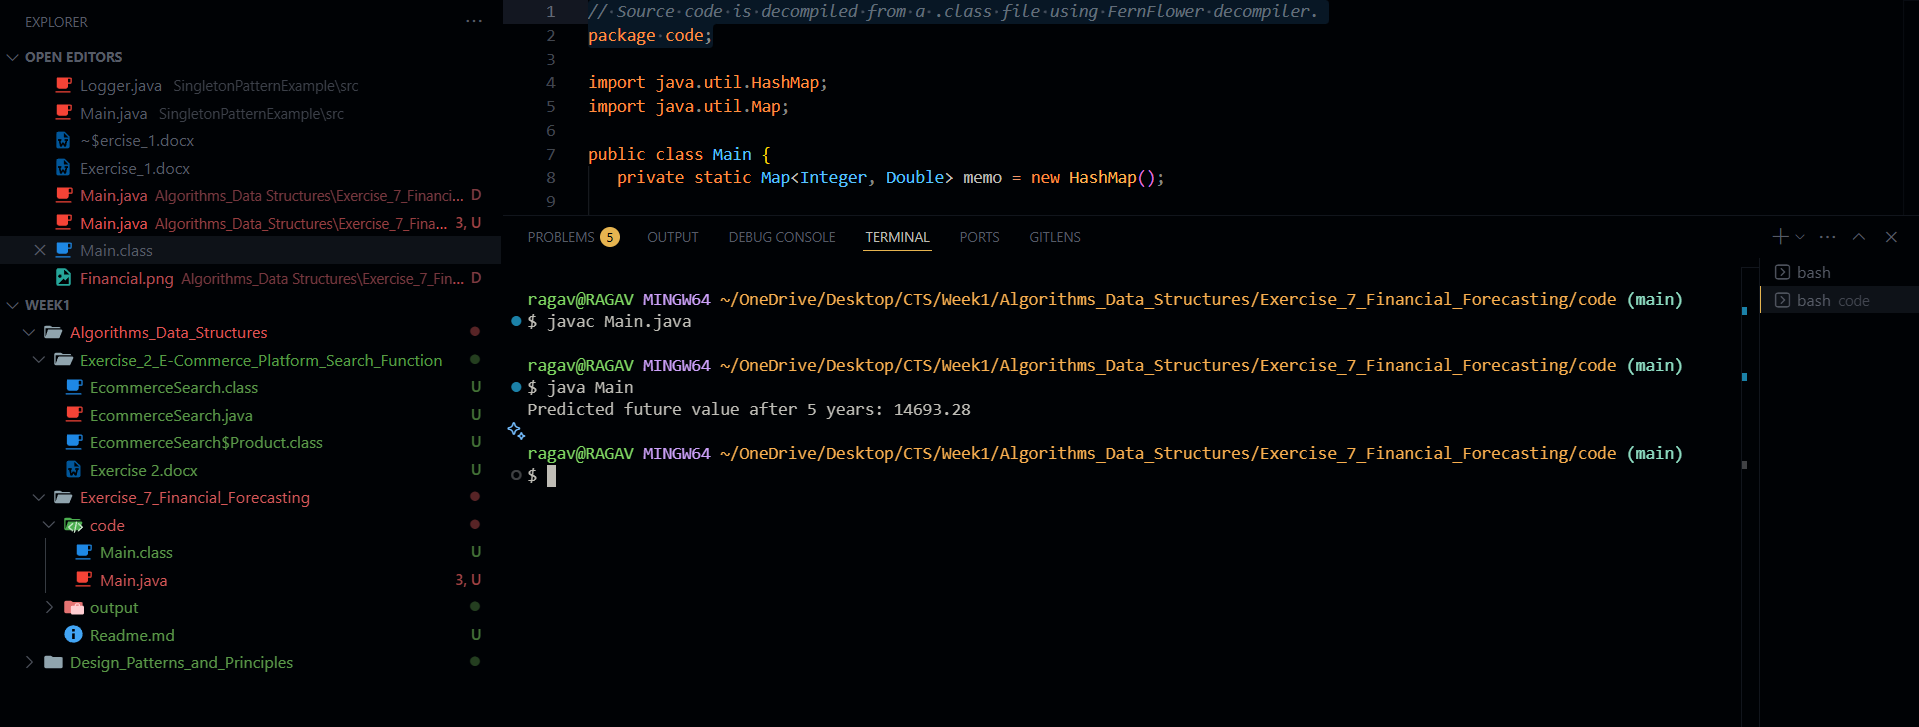 EXPLORER
OPEN EDITORS
Logger.java SingletonPatternExample\src
Main.java SingletonPatternExample\src
~$ercise_1.docx
Exercise_1.docx
Main.java Algorithms_Data Structures\Exercise_7_Financi... D
Main.java Algorithms_Data_Structures\Exercise_7_Fina... 3, U
Main.class
Financial.png Algorithms_Data Structures\Exercise_7_Fin... D
WEEK1
Algorithms_Data_Structures
Exercise_2_E-Commerce_Platform_Search_Function
EcommerceSearch.class U
EcommerceSearch.java U
EcommerceSearch$Product.class U
Exercise 2.docx U
Exercise_7_Financial_Forecasting
code
Main.class U
Main.java 3, U
output
Readme.md U
Design_Patterns_and_Principles
1 // Source code is decompiled from a .class file using FernFlower decompiler.
2 package code;
3
4 import java.util.HashMap;
5 import java.util.Map;
6
7 public class Main {
8 private static Map<Integer, Double> memo = new HashMap();
9
PROBLEMS 5 OUTPUT DEBUG CONSOLE TERMINAL PORTS GITLENS
ragav@RAGAV MINGW64 ~/OneDrive/Desktop/CTS/Week1/Algorithms_Data_Structures/Exercise_7_Financial_Forecasting/code (main)
$ javac Main.java
ragav@RAGAV MINGW64 ~/OneDrive/Desktop/CTS/Week1/Algorithms_Data_Structures/Exercise_7_Financial_Forecasting/code (main)
$ java Main
Predicted future value after 5 years: 14693.28
ragav@RAGAV MINGW64 ~/OneDrive/Desktop/CTS/Week1/Algorithms_Data_Structures/Exercise_7_Financial_Forecasting/code (main)
$
bash
bash code